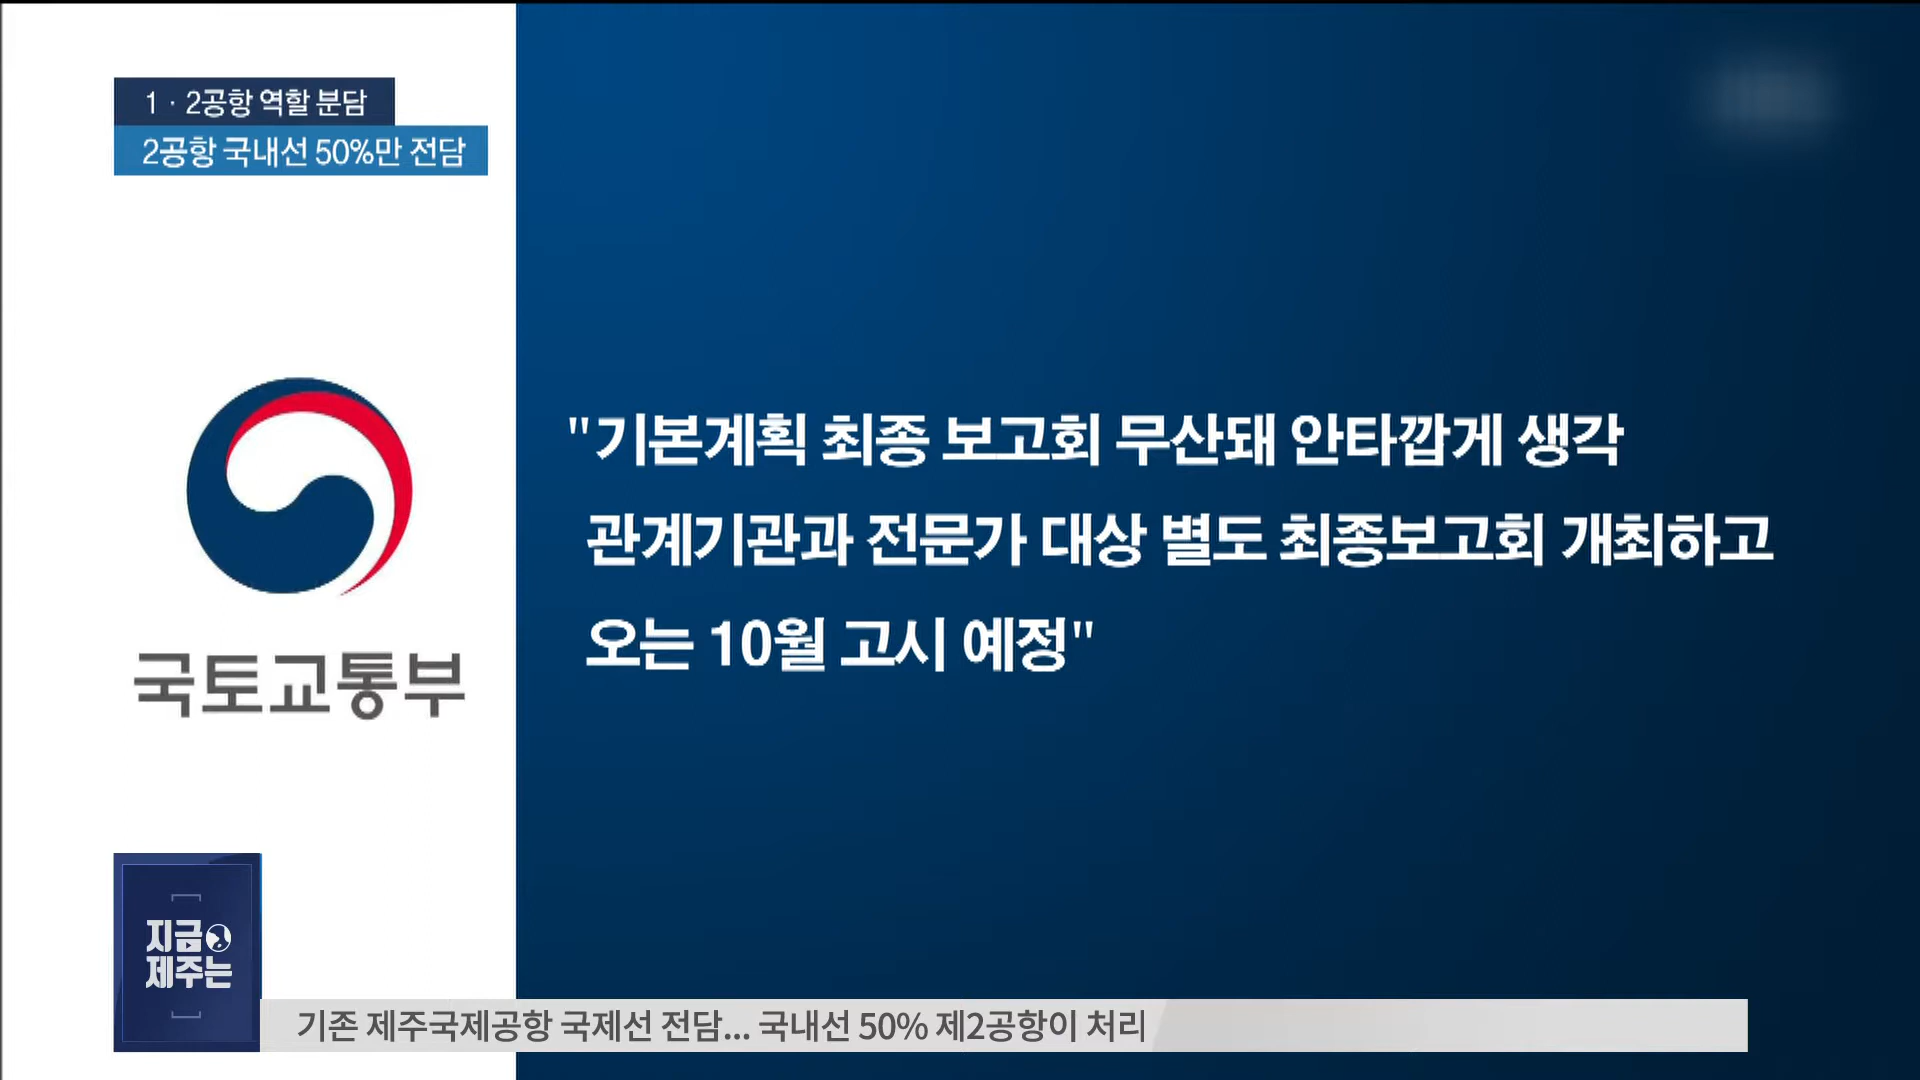 1 · 2공항 역할 분담
2공항 국내선 50%만 전담
"기본계획 최종 보고회 무산돼 안타깝게 생각
관계기관과 전문가 대상 별도 최종보고회 개최하고
오는 10월 고시 예정"
국토교통부
지금
제주는
기존 제주국제공항 국제선 전담... 국내선 50% 제2공항이 처리